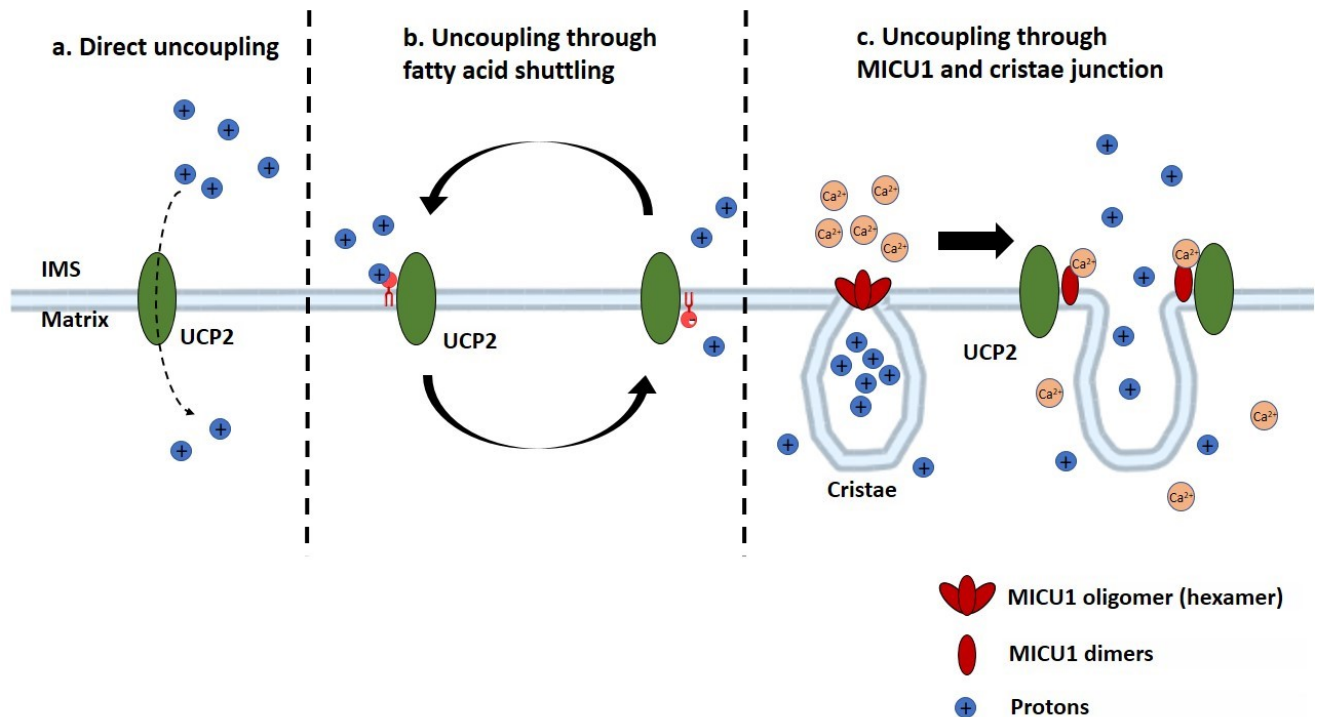 a. Direct uncoupling
b. Uncoupling through
fatty acid shuttling
c. Uncoupling through
MICU1 and cristae junction
+
+
+
+
+
IMS
Matrix
UCP2
+
+
+
+
+
UCP2
-
+
+
+
Ca²⁺
Ca²⁺
Ca²⁺
Ca²⁺
Ca²⁺
+
+
+
+
+
+
+
+
Cristae
+
+
+
Ca²⁺
Ca²⁺
+
UCP2
+
+
Ca²⁺
Ca²⁺
+
+
Ca²⁺
MICU1 oligomer (hexamer)
MICU1 dimers
+
Protons